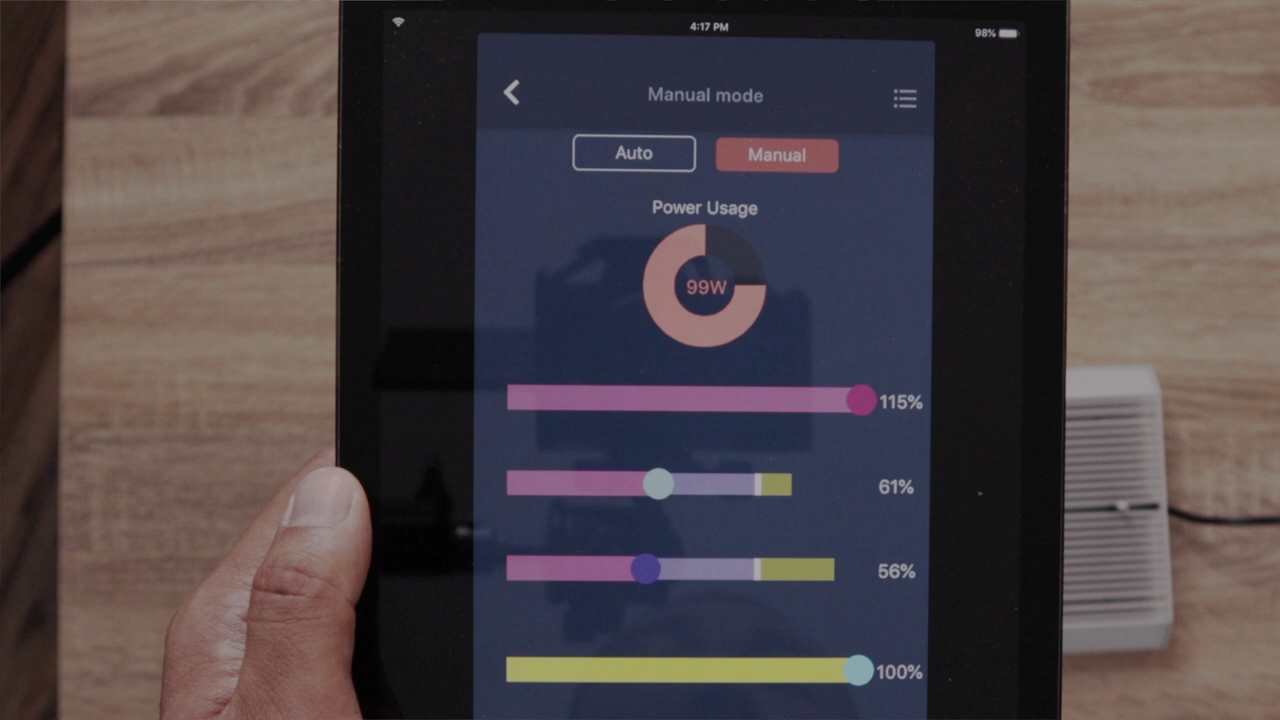 4:17 PM
98%
Manual mode
Auto
Manual
Power Usage
99W
115%
61%
56%
100%